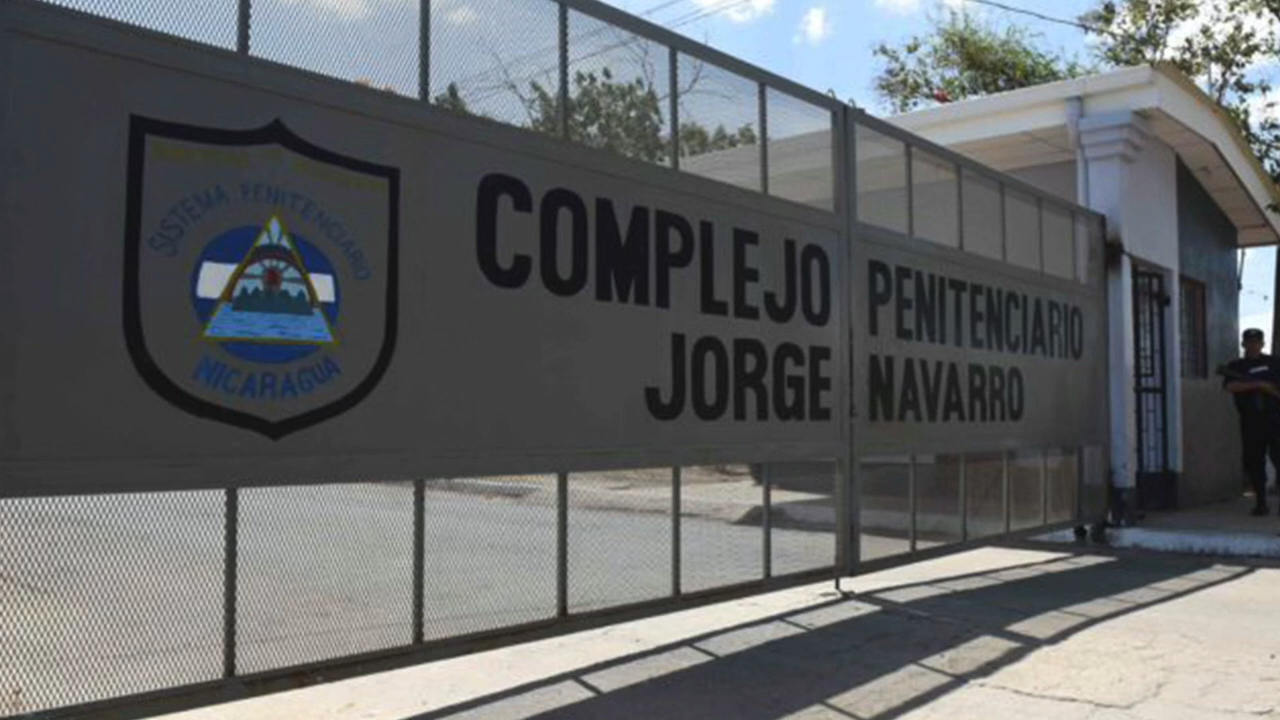 SISTEMA PENITENCIARIO
NICARAGUA
COMPLEJO PENITENCIARIO
JORGE NAVARRO